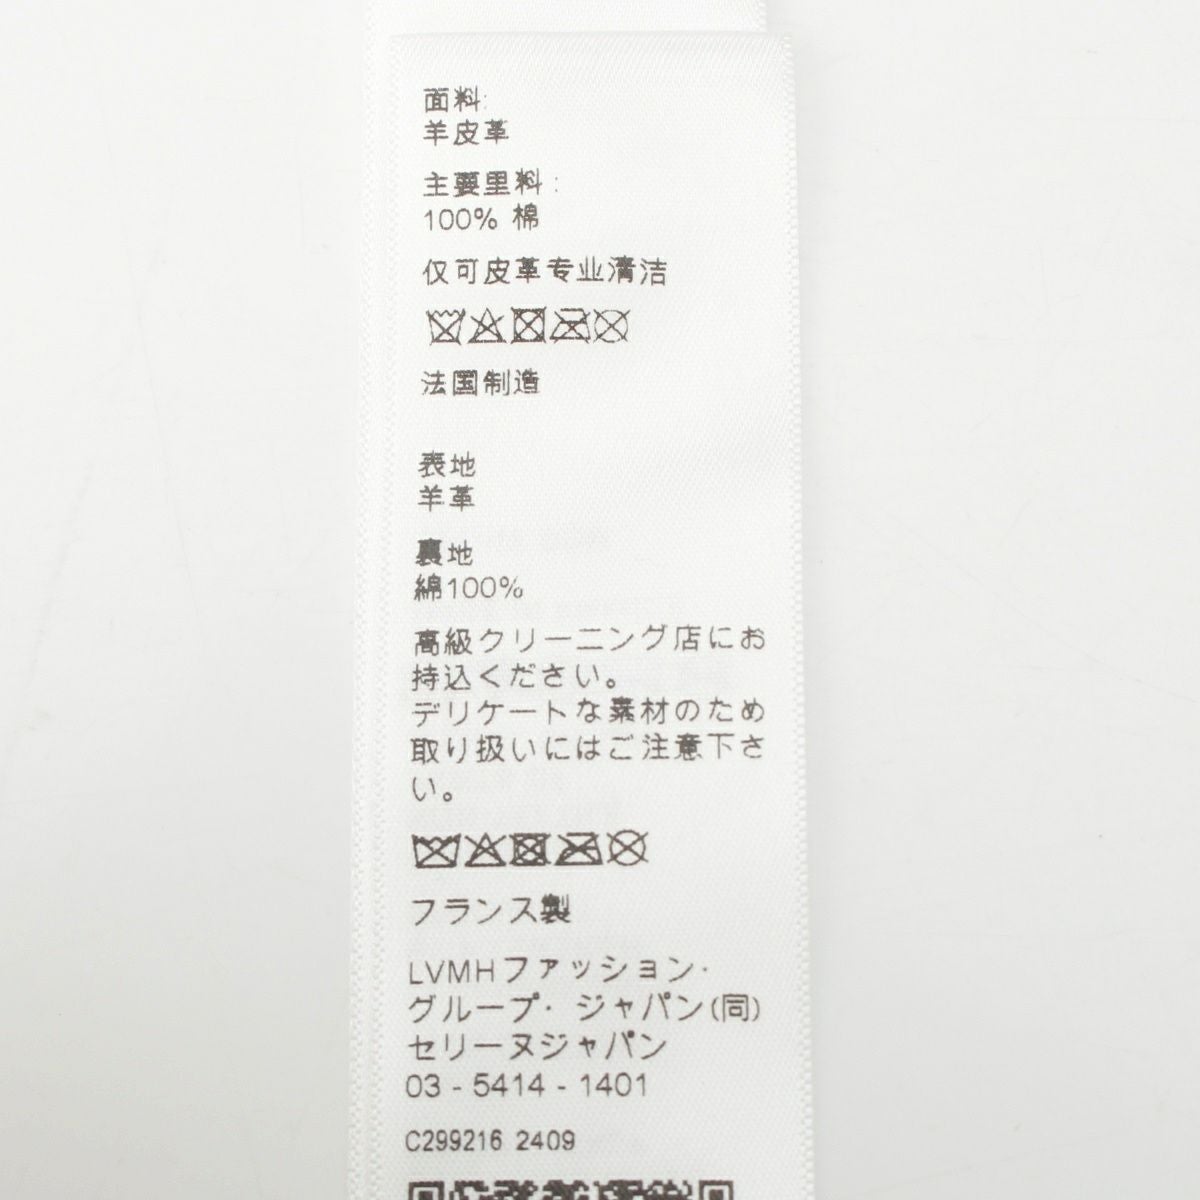 面料:
羊皮革
主要里料:
100% 棉
仅可皮革专业清洁
法国制造
表地
羊革
裏地
綿100%
高級クリーニング店にお
持込ください。
デリケートな素材のため
取り扱いにはご注意下さ
い。
フランス製
LVMHファッション・
グループ・ジャパン(同)
セリーヌジャパン
03 - 5414 - 1401
C299216 2409